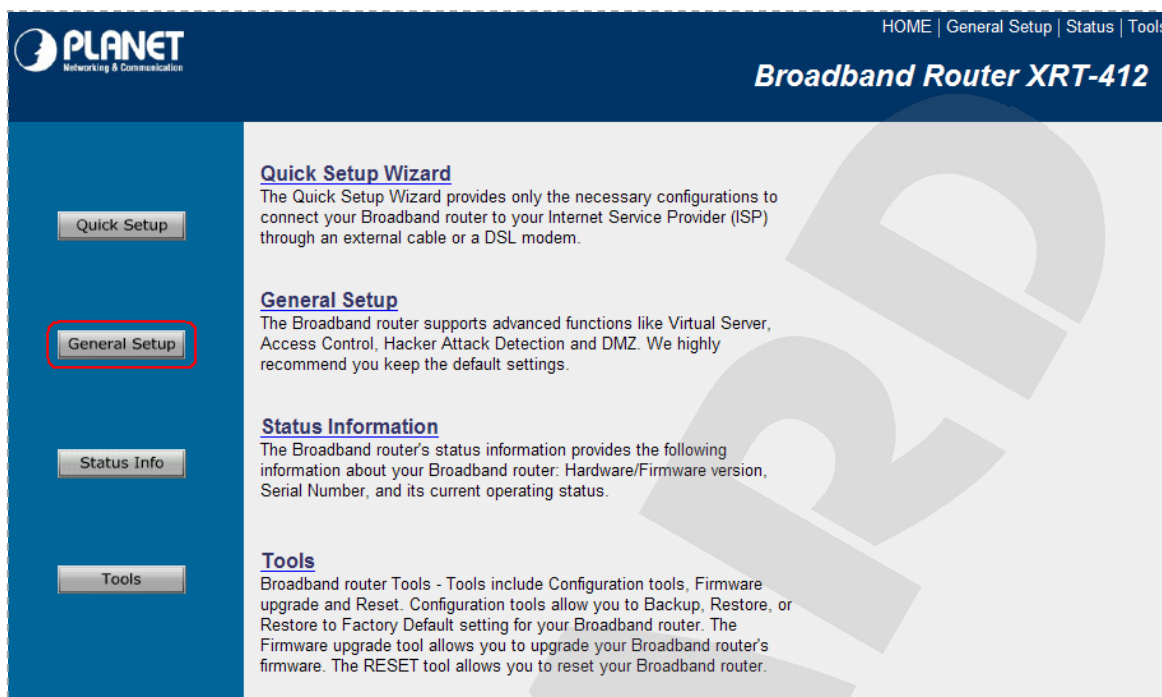 PLANET
Networking & Communication
HOME | General Setup | Status | Tools
Broadband Router XRT-412
Quick Setup
Quick Setup Wizard
The Quick Setup Wizard provides only the necessary configurations to
connect your Broadband router to your Internet Service Provider (ISP)
through an external cable or a DSL modem.
General Setup
General Setup
The Broadband router supports advanced functions like Virtual Server,
Access Control, Hacker Attack Detection and DMZ. We highly
recommend you keep the default settings.
Status Info
Status Information
The Broadband router's status information provides the following
information about your Broadband router: Hardware/Firmware version,
Serial Number, and its current operating status.
Tools
Tools
Broadband router Tools - Tools include Configuration tools, Firmware
upgrade and Reset. Configuration tools allow you to Backup, Restore, or
Restore to Factory Default setting for your Broadband router. The
Firmware upgrade tool allows you to upgrade your Broadband router's
firmware. The RESET tool allows you to reset your Broadband router.